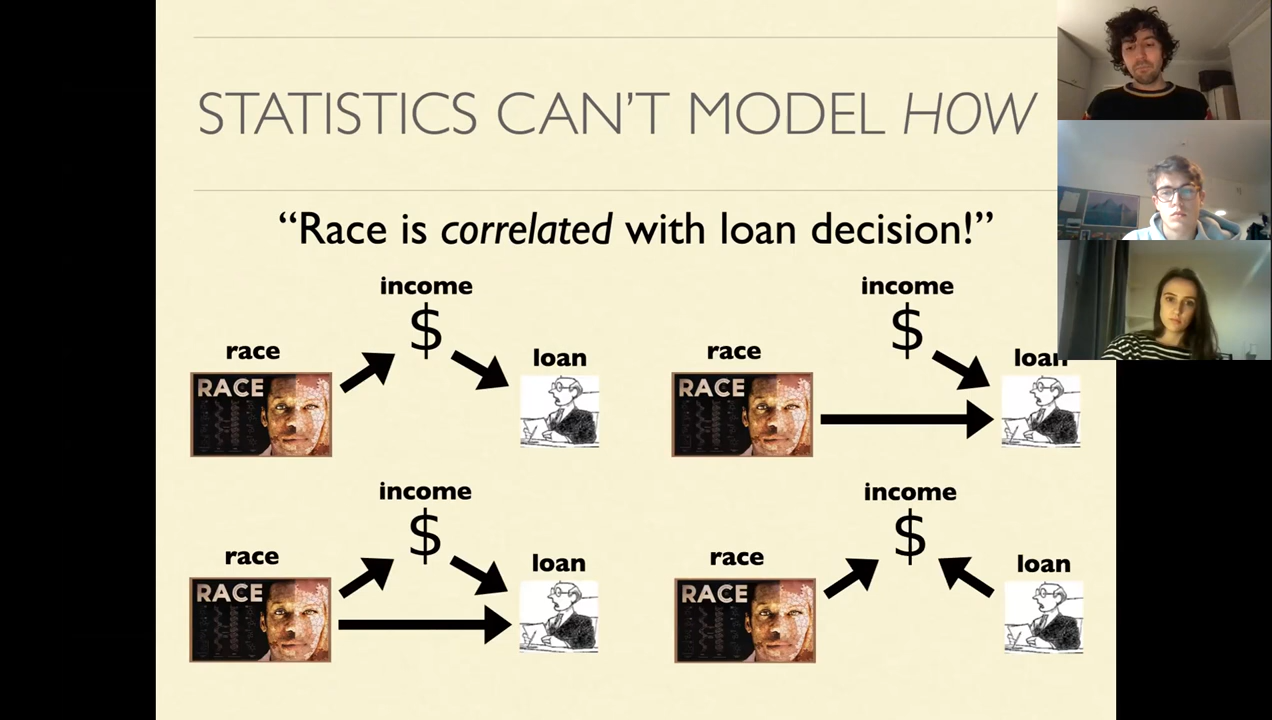 STATISTICS CAN'T MODEL HOW
“Race is correlated with loan decision!”
income
$
race
loan
RACE
income
$
race
loan
RACE
income
$
race
loan
RACE
income
$
race
loan
RACE